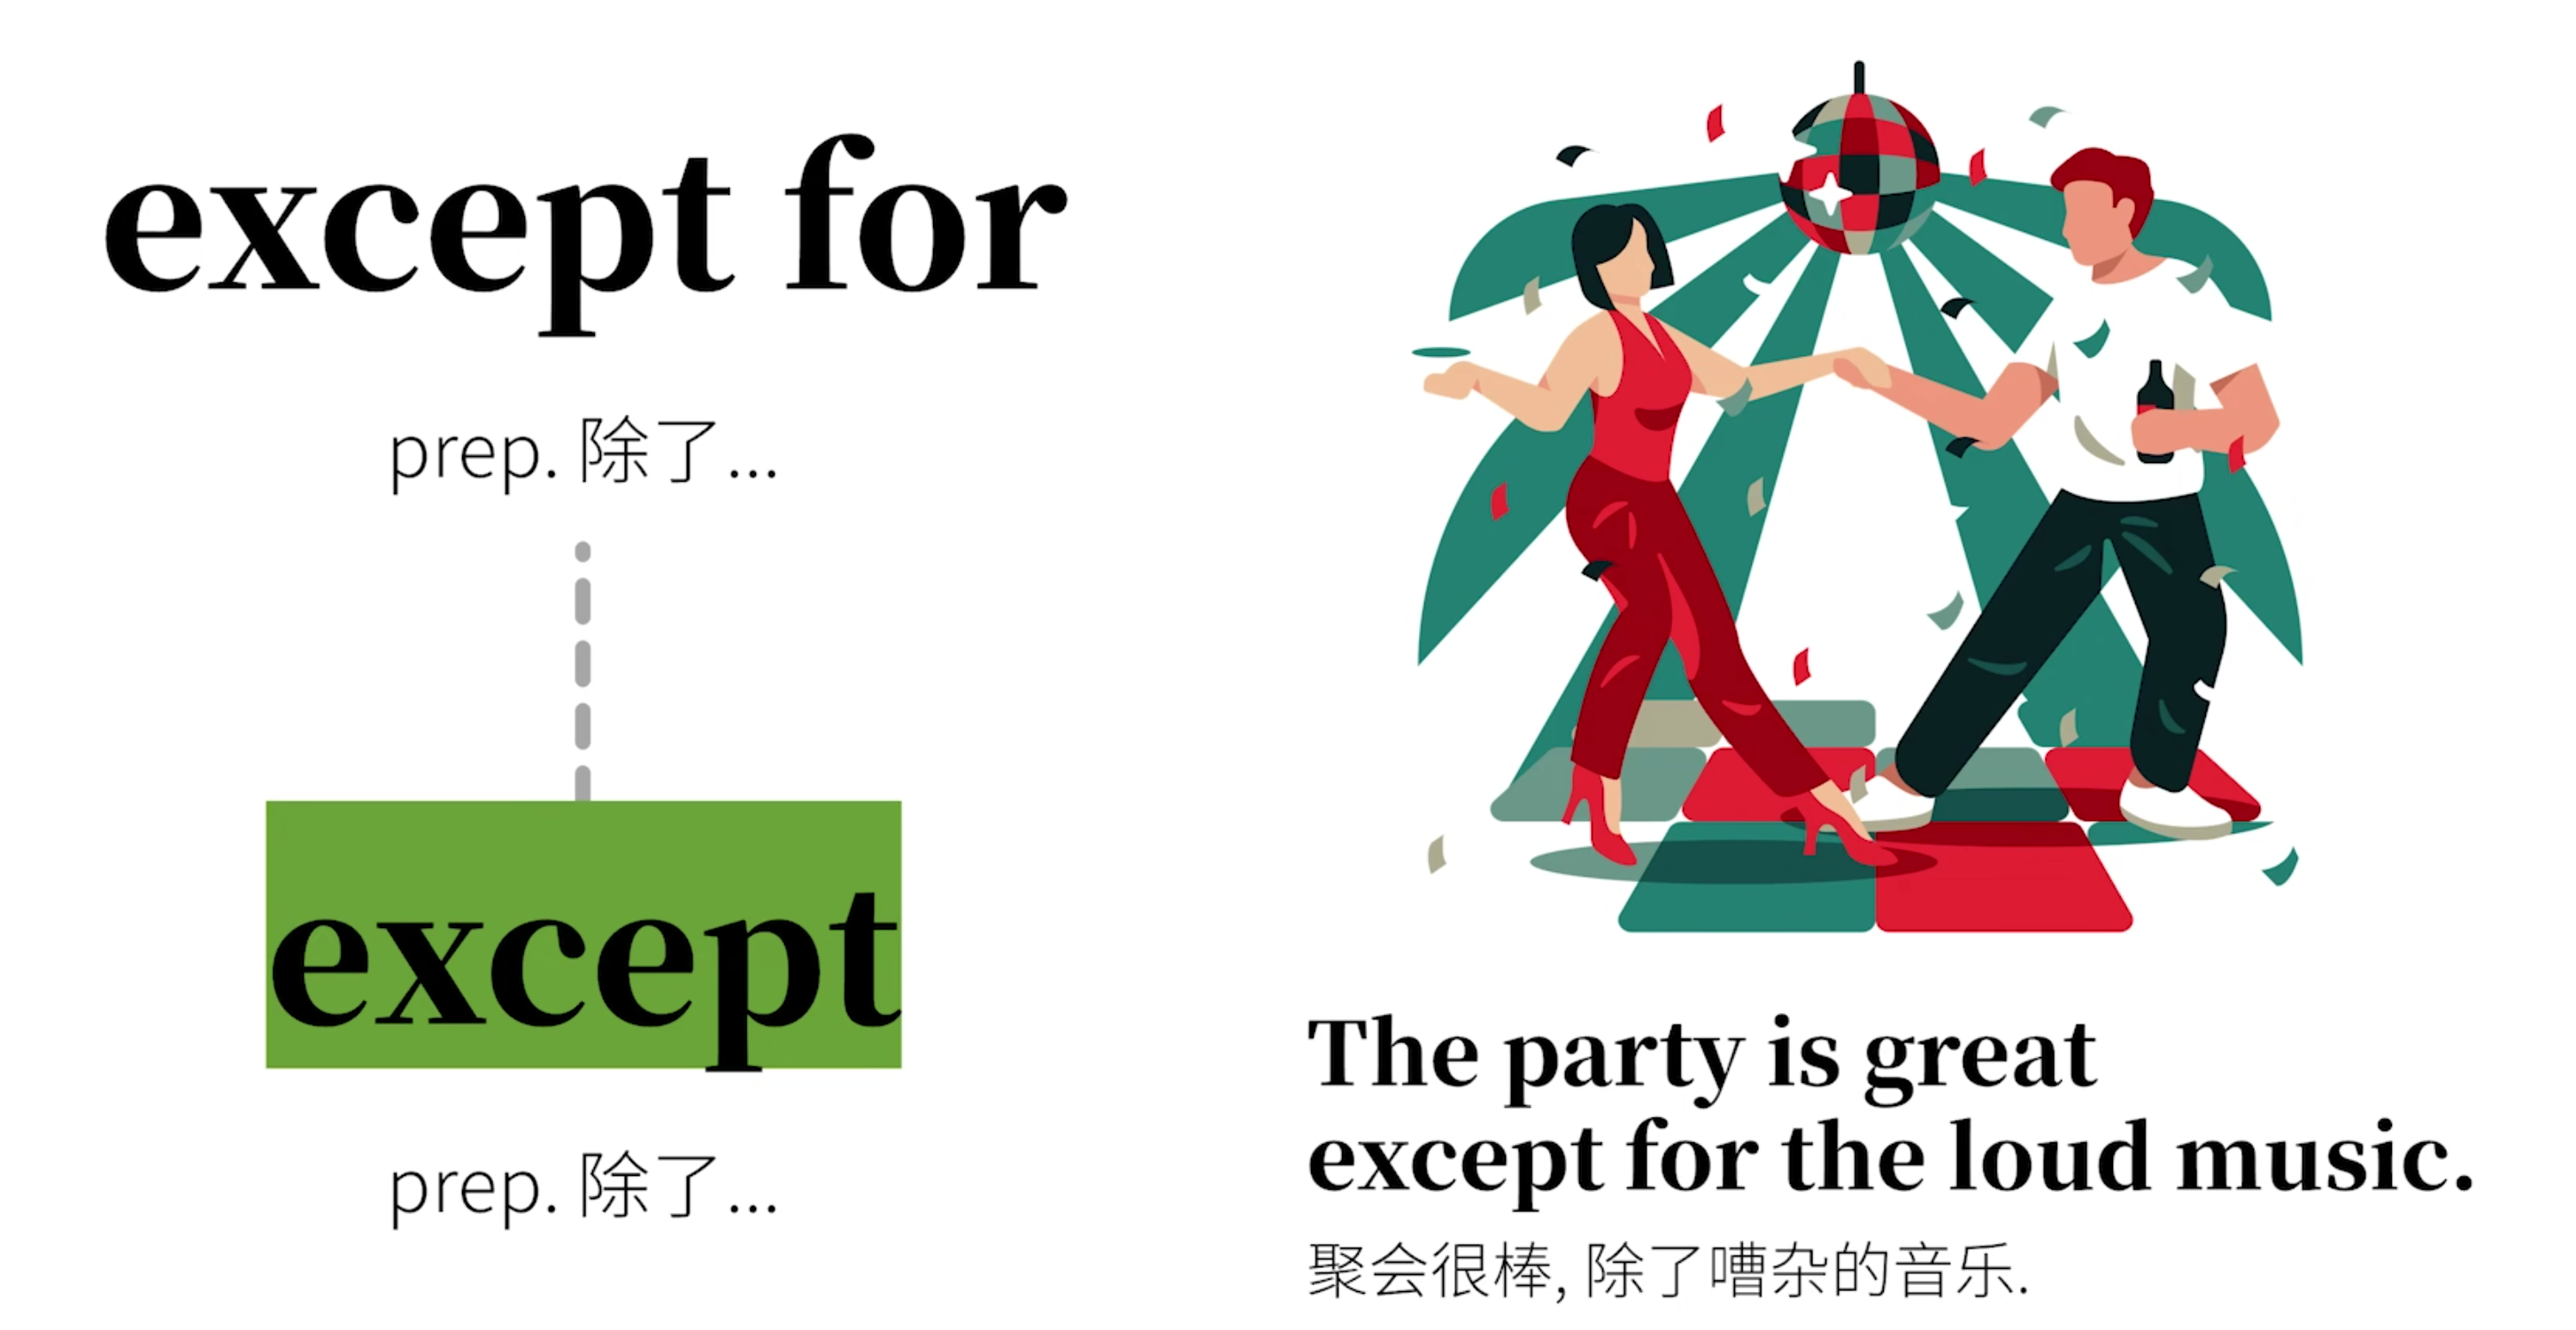 except for
prep. 除了...
except
prep. 除了...
The party is great
except for the loud music.
聚会很棒, 除了嘈杂的音乐.